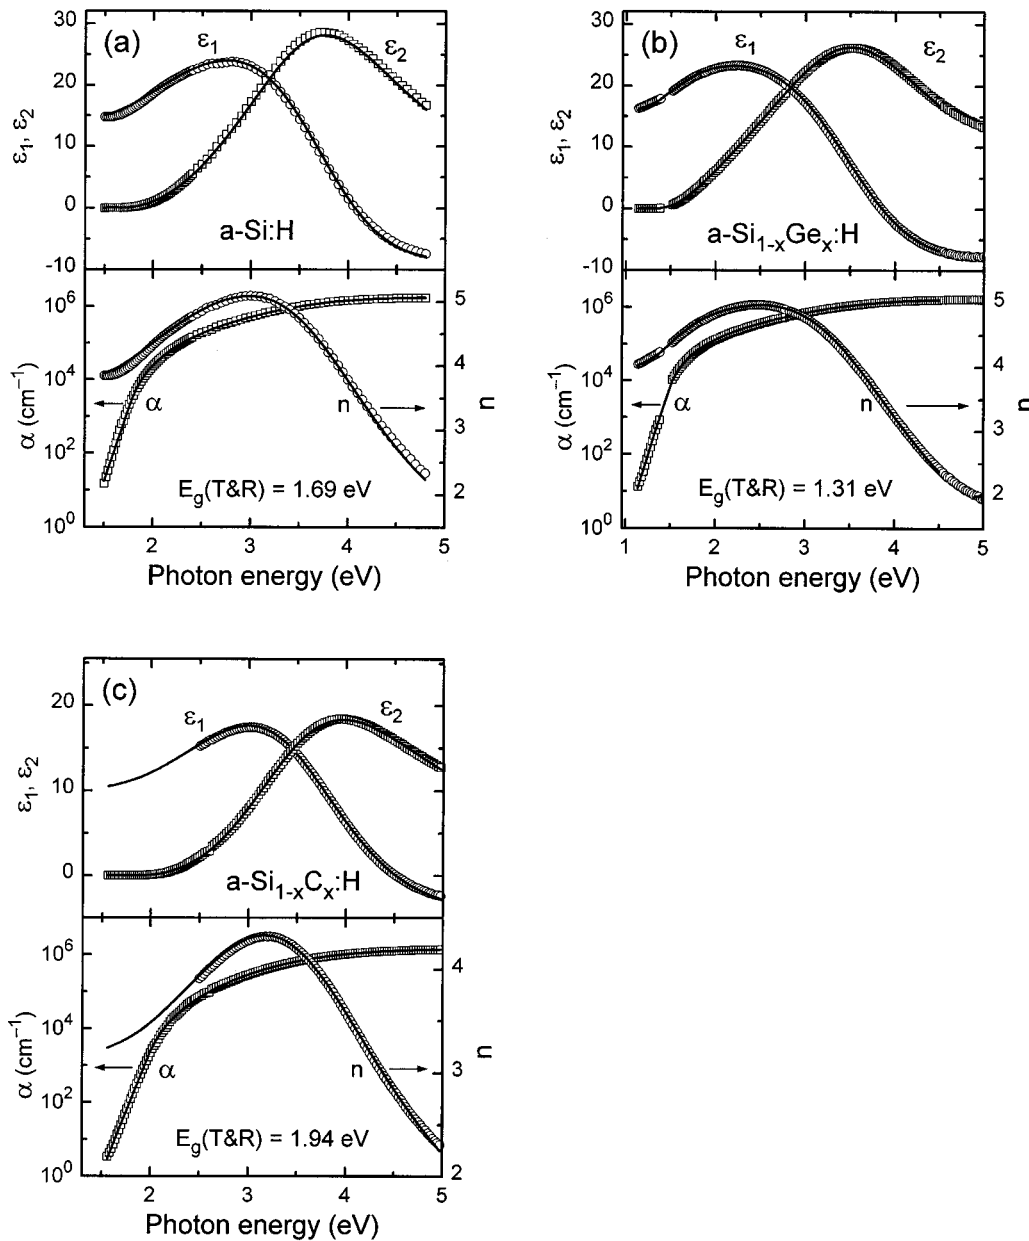 (a)
ε1
ε2
30
20
10
0
-10
ε1, ε2
a-Si:H
10^6
10^4
10^2
10^0
α (cm−1)
α
n
5
4
3
2
n
Eg(T&R) = 1.69 eV
2 3 4 5
Photon energy (eV)
(b)
ε1
ε2
30
20
10
0
-10
ε1, ε2
a-Si1-xGex:H
10^6
10^4
10^2
10^0
α (cm−1)
α
n
5
4
3
2
n
Eg(T&R) = 1.31 eV
1 2 3 4 5
Photon energy (eV)
(c)
ε1
ε2
20
10
0
ε1, ε2
a-Si1-xCx:H
10^6
10^4
10^2
10^0
α (cm−1)
α
n
4
3
2
n
Eg(T&R) = 1.94 eV
2 3 4 5
Photon energy (eV)